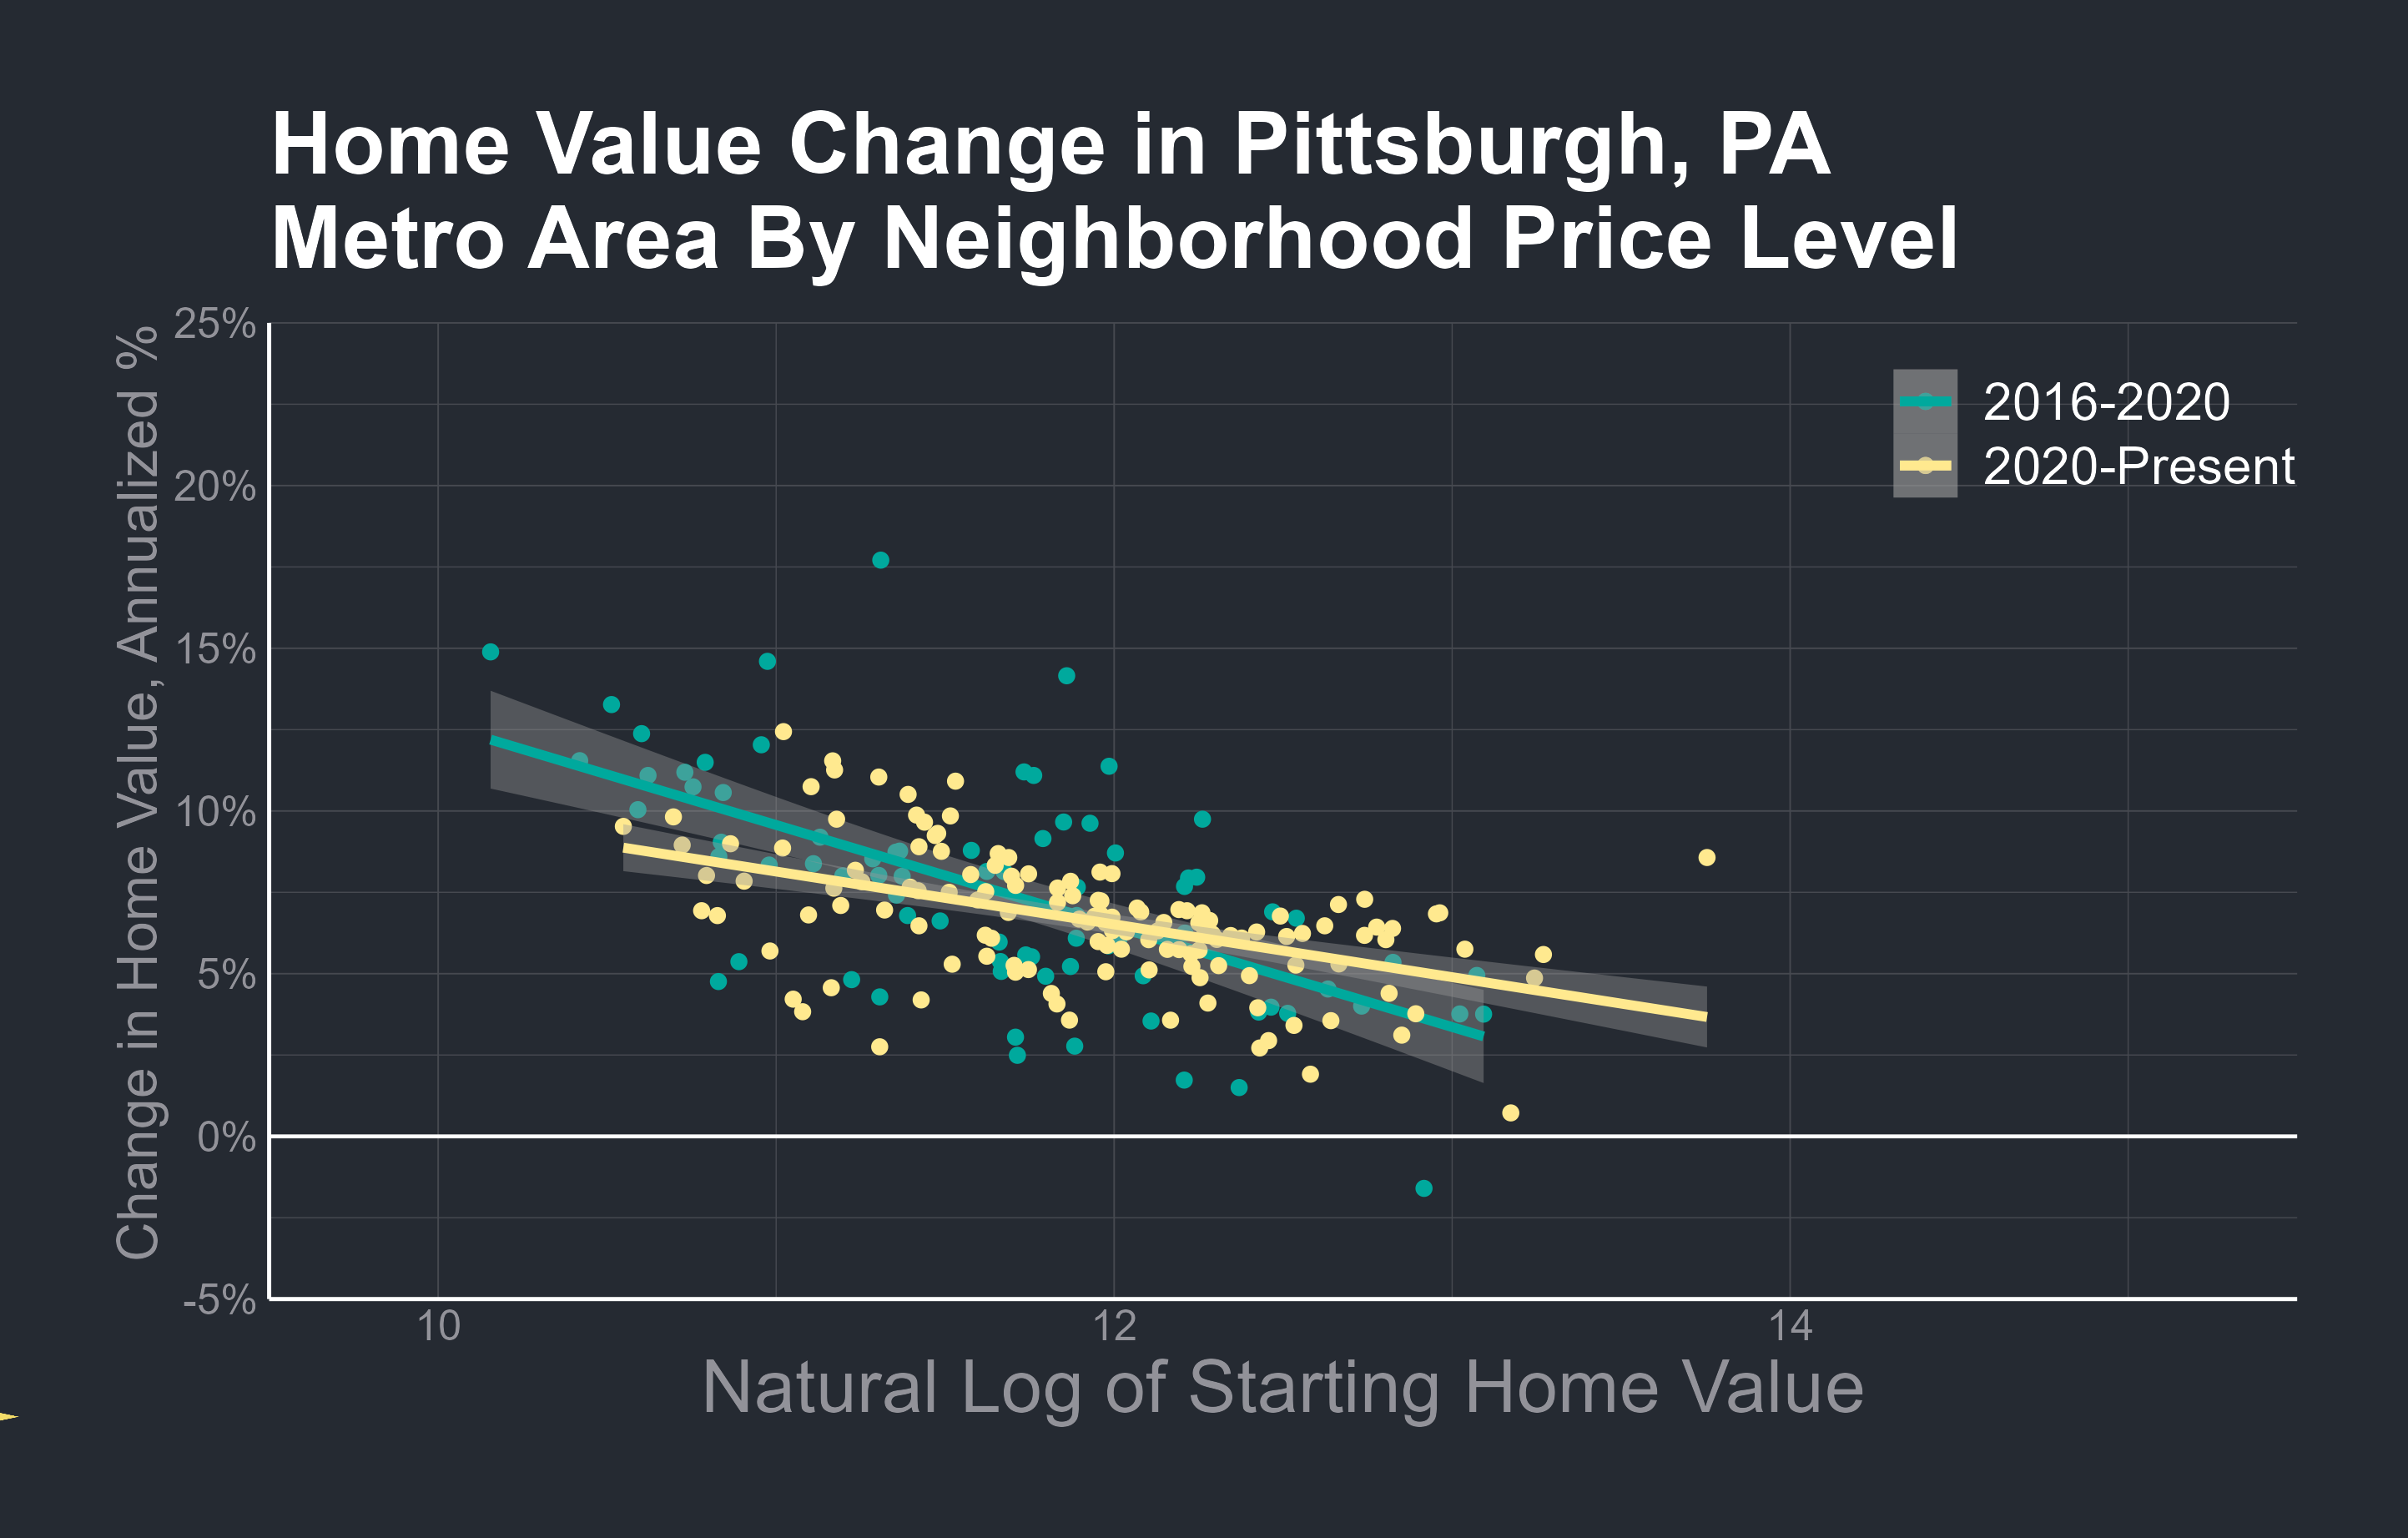 Home Value Change in Pittsburgh, PA
Metro Area By Neighborhood Price Level
Change in Home Value, Annualized %
25%
20%
15%
10%
5%
0%
-5%
2016-2020
2020-Present
10
12
14
Natural Log of Starting Home Value